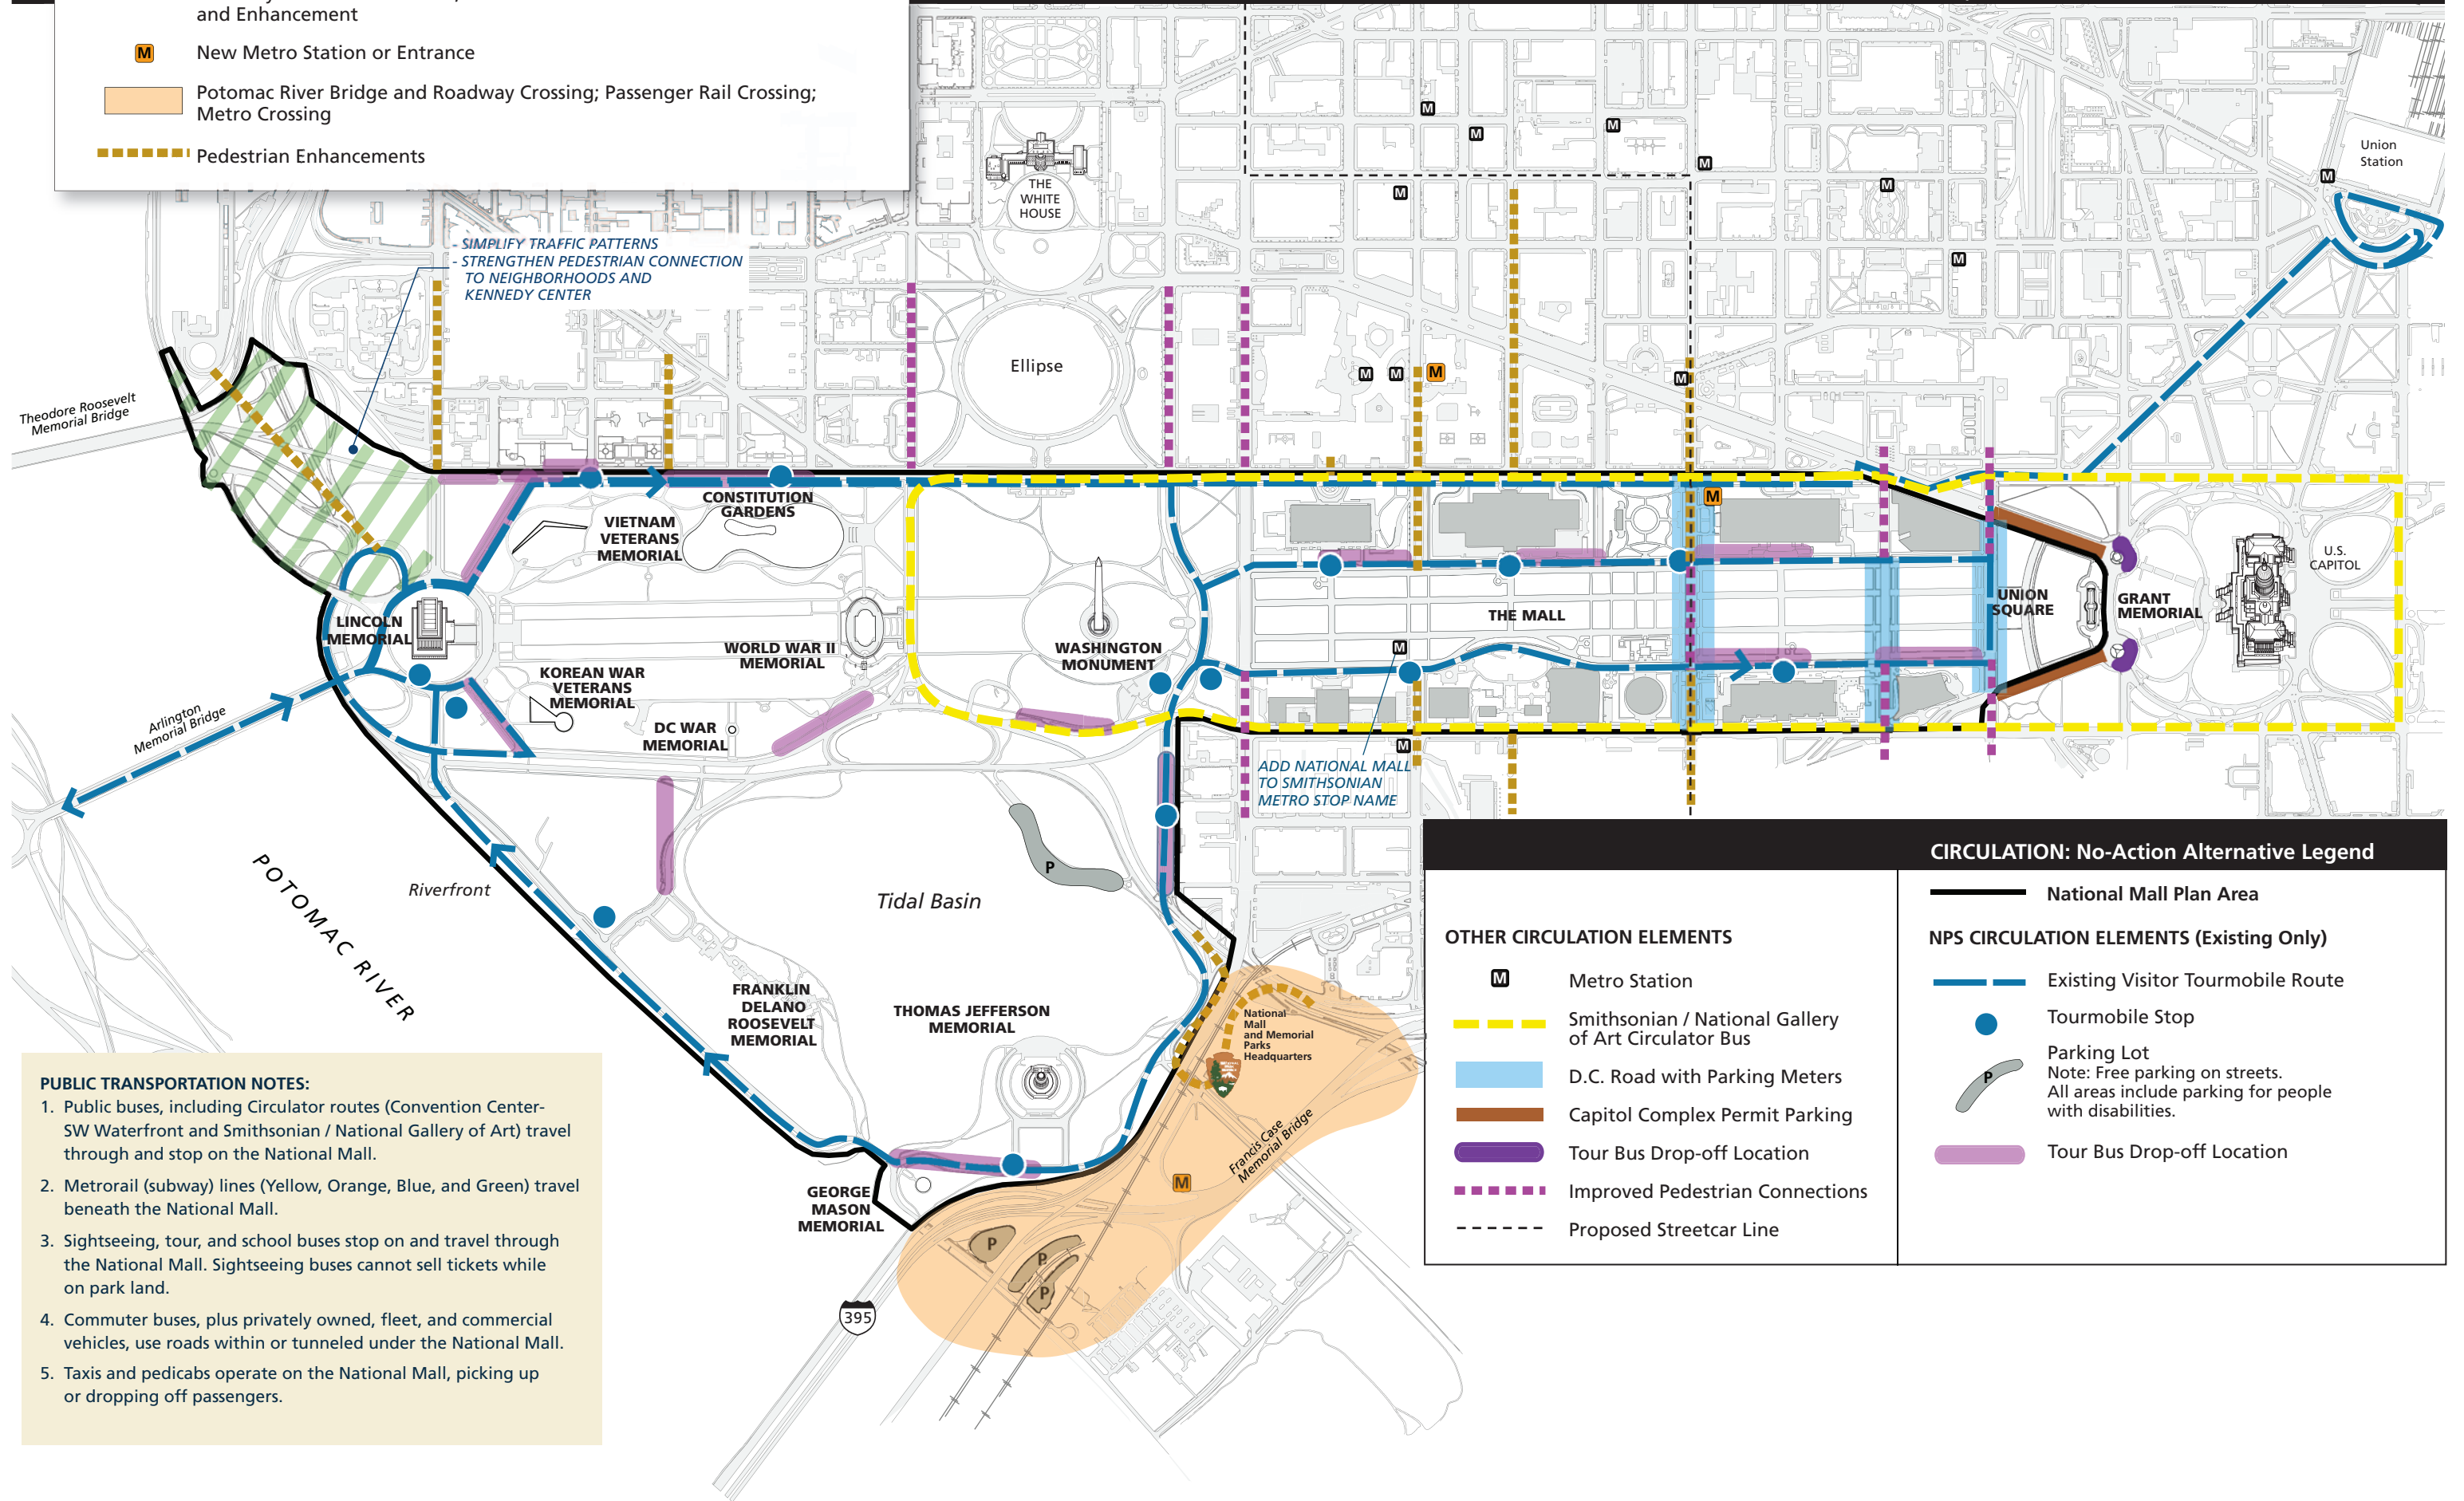 and Enhancement
M New Metro Station or Entrance
Potomac River Bridge and Roadway Crossing; Passenger Rail Crossing;
Metro Crossing
Pedestrian Enhancements
- SIMPLIFY TRAFFIC PATTERNS
- STRENGTHEN PEDESTRIAN CONNECTION
TO NEIGHBORHOODS AND
KENNEDY CENTER
THE
WHITE
HOUSE
M
M
M
M
M
M
M
M
Union
Station
Ellipse
M
M
M
M
M
Theodore Roosevelt
Memorial Bridge
CONSTITUTION
GARDENS
VIETNAM
VETERANS
MEMORIAL
LINCOLN
MEMORIAL
WORLD WAR II
MEMORIAL
KOREAN WAR
VETERANS
MEMORIAL
DC WAR
MEMORIAL
WASHINGTON
MONUMENT
THE MALL
M
M
UNION
SQUARE
GRANT
MEMORIAL
U.S.
CAPITOL
Arlington
Memorial Bridge
ADD NATIONAL MALL
TO SMITHSONIAN
METRO STOP NAME
POTOMAC RIVER
Riverfront
Tidal Basin
P
FRANKLIN
DELANO
ROOSEVELT
MEMORIAL
THOMAS JEFFERSON
MEMORIAL
National
Mall
and Memorial
Parks
Headquarters
Francis Case
Memorial Bridge
M
GEORGE
MASON
MEMORIAL
P
P
P
395
PUBLIC TRANSPORTATION NOTES:
1. Public buses, including Circulator routes (Convention Center-
SW Waterfront and Smithsonian / National Gallery of Art) travel
through and stop on the National Mall.
2. Metrorail (subway) lines (Yellow, Orange, Blue, and Green) travel
beneath the National Mall.
3. Sightseeing, tour, and school buses stop on and travel through
the National Mall. Sightseeing buses cannot sell tickets while
on park land.
4. Commuter buses, plus privately owned, fleet, and commercial
vehicles, use roads within or tunneled under the National Mall.
5. Taxis and pedicabs operate on the National Mall, picking up
or dropping off passengers.
CIRCULATION: No-Action Alternative Legend
OTHER CIRCULATION ELEMENTS
M Metro Station
Smithsonian / National Gallery
of Art Circulator Bus
D.C. Road with Parking Meters
Capitol Complex Permit Parking
Tour Bus Drop-off Location
Improved Pedestrian Connections
Proposed Streetcar Line
National Mall Plan Area
NPS CIRCULATION ELEMENTS (Existing Only)
Existing Visitor Tourmobile Route
Tourmobile Stop
P Parking Lot
Note: Free parking on streets.
All areas include parking for people
with disabilities.
Tour Bus Drop-off Location